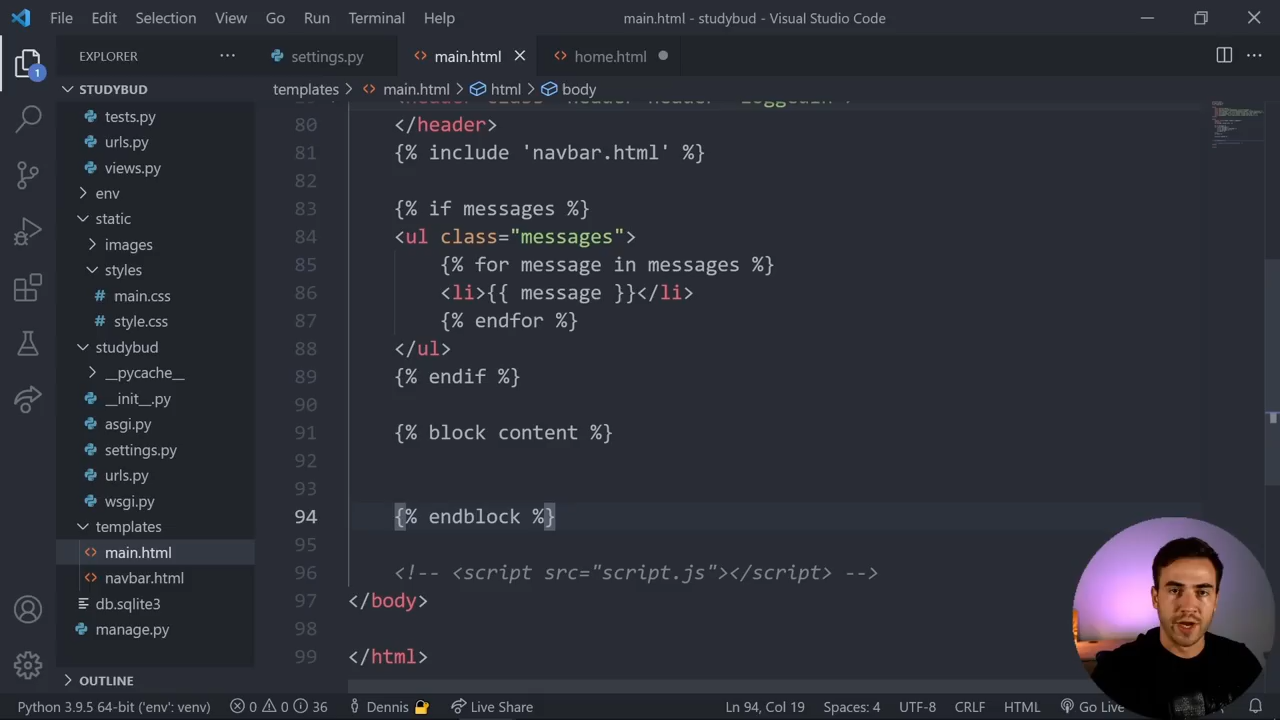 File Edit Selection View Go Run Terminal Help main.html - studybud - Visual Studio Code
EXPLORER ··· settings.py main.html home.html
1
STUDYBUD templates > main.html > html > body
tests.py
urls.py
views.py
env
static
images
styles
main.css
style.css
studybud
__pycache__
__init__.py
asgi.py
settings.py
urls.py
wsgi.py
templates
main.html
navbar.html
db.sqlite3
manage.py
OUTLINE
80 </header>
81 {% include 'navbar.html' %}
82
83 {% if messages %}
84 <ul class="messages">
85 {% for message in messages %}
86 <li>{{ message }}</li>
87 {% endfor %}
88 </ul>
89 {% endif %}
90
91 {% block content %}
92
93
94 {% endblock %}
95
96 <!-- <script src="script.js"></script> -->
97 </body>
98
99 </html>
Python 3.9.5 64-bit ('env': venv) 0 0 36 Dennis Live Share Ln 94, Col 19 Spaces: 4 UTF-8 CRLF HTML Go Live